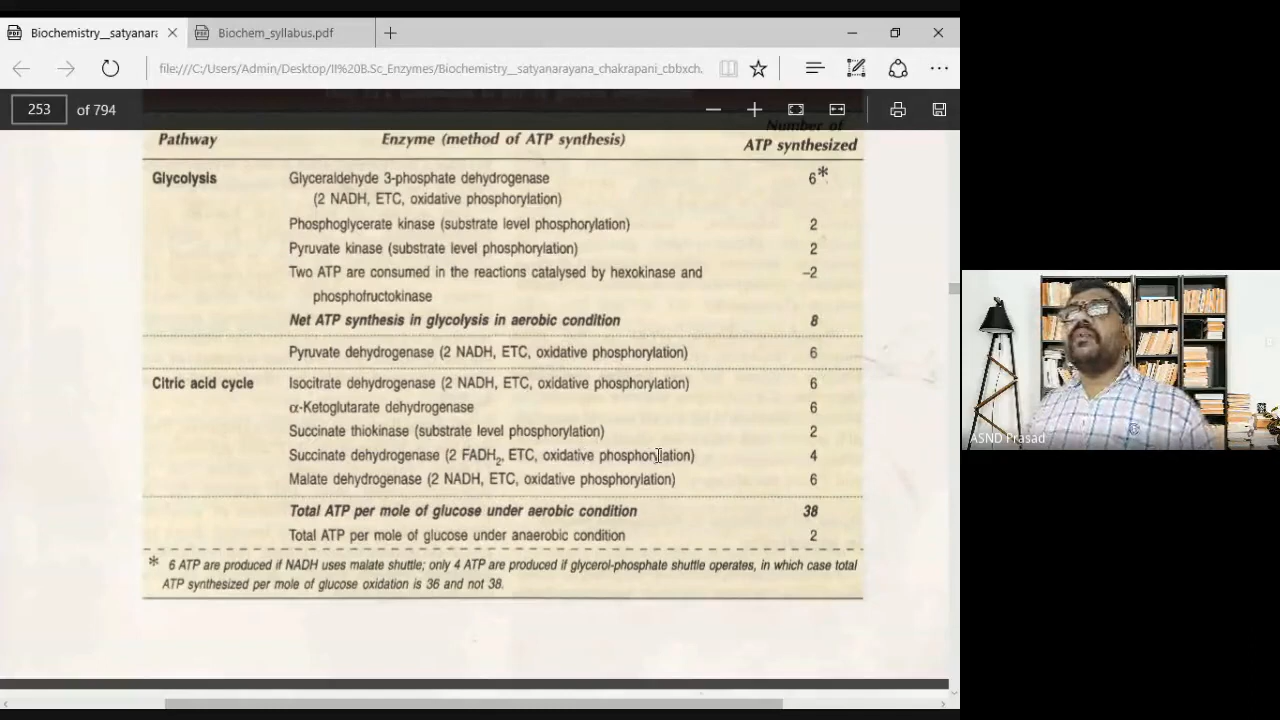 Biochemistry__satyanara
Biochem_syllabus.pdf
file:///C:/Users/Admin/Desktop/II%20B.Sc_Enzymes/Biochemistry__satyanarayana_chakrapani_cbbxch.
253 of 794
Number of
Pathway Enzyme (method of ATP synthesis) ATP synthesized
Glycolysis Glyceraldehyde 3-phosphate dehydrogenase 6*
(2 NADH, ETC, oxidative phosphorylation)
Phosphoglycerate kinase (substrate level phosphorylation) 2
Pyruvate kinase (substrate level phosphorylation) 2
Two ATP are consumed in the reactions catalysed by hexokinase and –2
phosphofructokinase
Net ATP synthesis in glycolysis in aerobic condition 8
Pyruvate dehydrogenase (2 NADH, ETC, oxidative phosphorylation) 6
Citric acid cycle Isocitrate dehydrogenase (2 NADH, ETC, oxidative phosphorylation) 6
α-Ketoglutarate dehydrogenase 6
Succinate thiokinase (substrate level phosphorylation) 2
Succinate dehydrogenase (2 FADH₂, ETC, oxidative phosphorylation) 4
Malate dehydrogenase (2 NADH, ETC, oxidative phosphorylation) 6
Total ATP per mole of glucose under aerobic condition 38
Total ATP per mole of glucose under anaerobic condition 2
* 6 ATP are produced if NADH uses malate shuttle; only 4 ATP are produced if glycerol-phosphate shuttle operates, in which case total
ATP synthesized per mole of glucose oxidation is 36 and not 38.
ASND Prasad